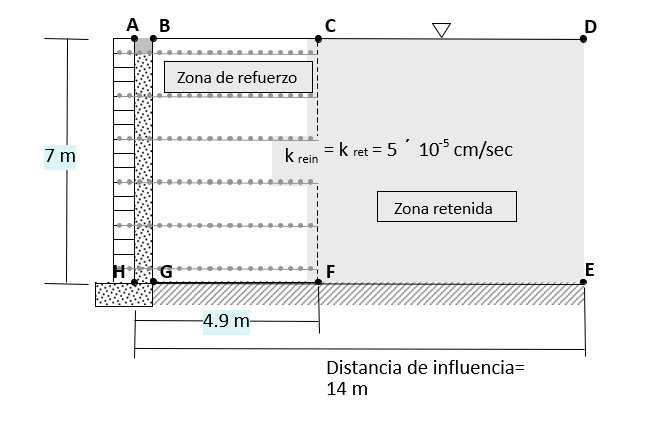 A B C D
Zona de refuerzo
7 m
k rein = k ret = 5 ´ 10-5 cm/sec
Zona retenida
H G F E
4.9 m
Distancia de influencia=
14 m